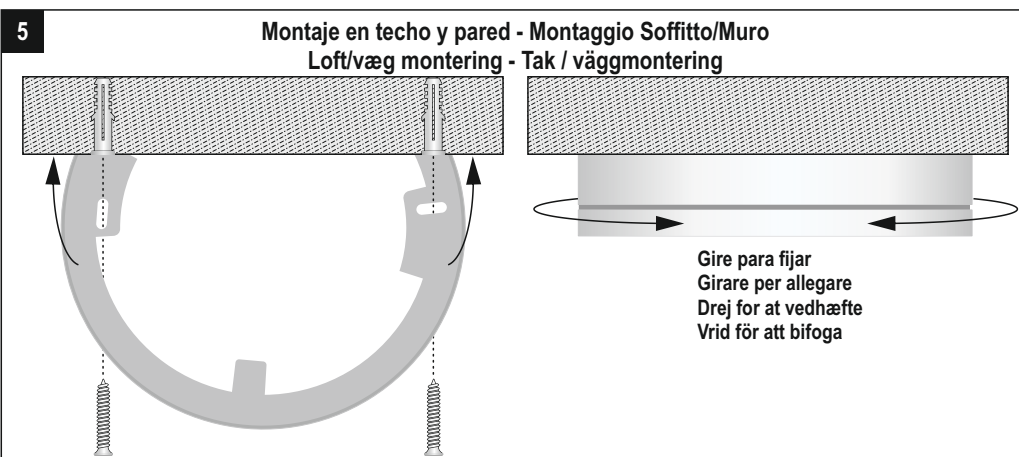 5
Montaje en techo y pared - Montaggio Soffitto/Muro
Loft/væg montering - Tak / väggmontering
Gire para fijar
Girare per allegare
Drej for at vedhæfte
Vrid för att bifoga